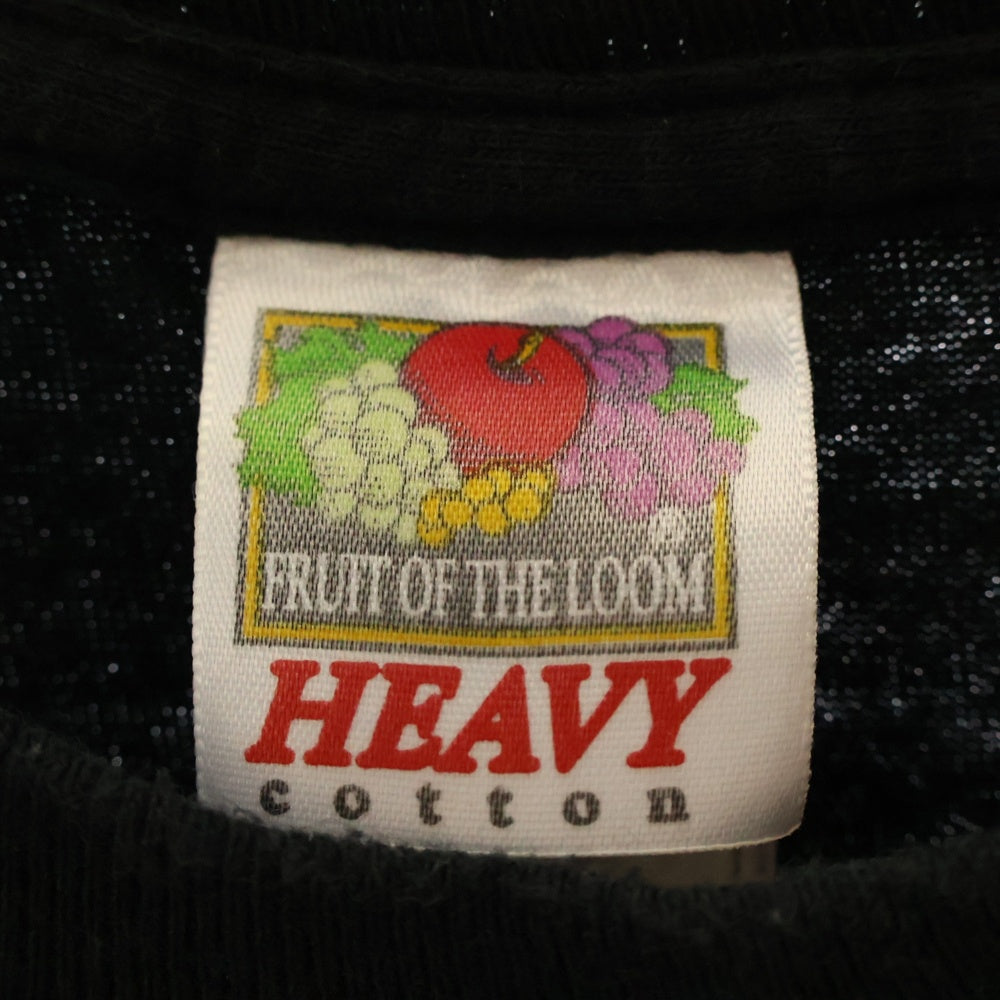 ®
FRUIT OF THE LOOM
HEAVY
cotton